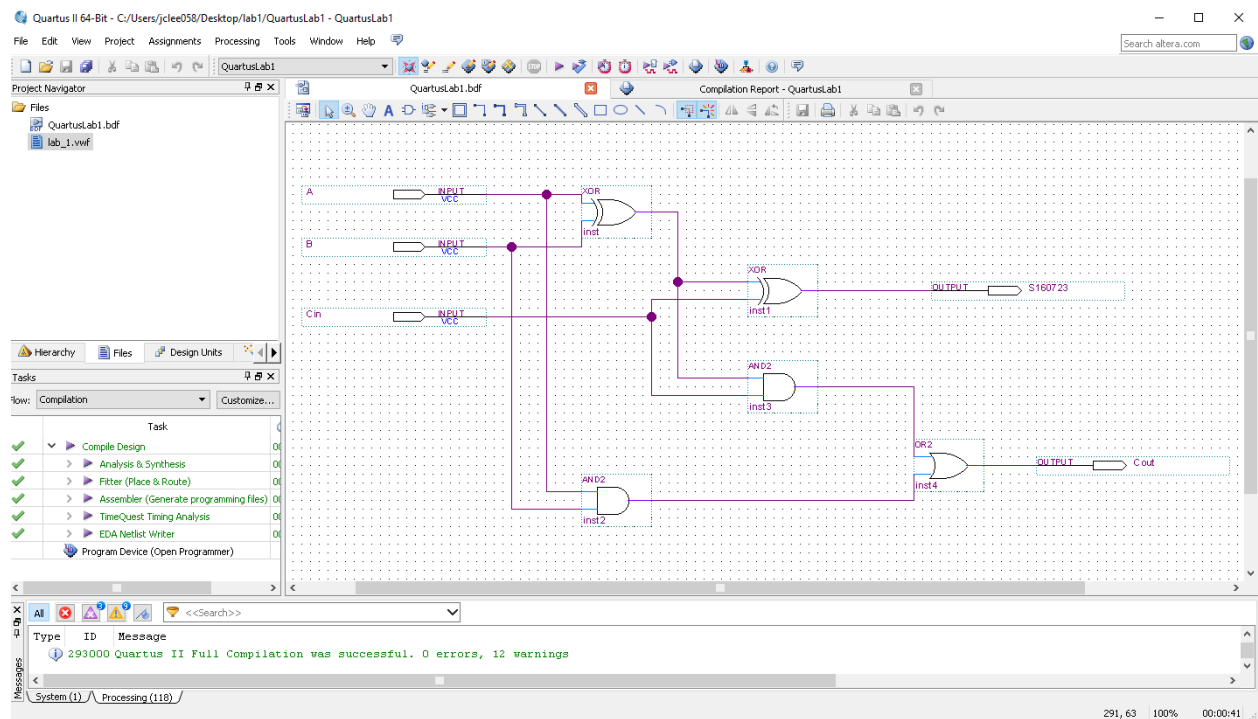 Quartus II 64-Bit - C:/Users/jclee058/Desktop/lab1/QuartusLab1 - QuartusLab1
File Edit View Project Assignments Processing Tools Window Help
Search altera.com
QuartusLab1
Project Navigator
QuartusLab1.bdf
Compilation Report - QuartusLab1
Files
QuartusLab1.bdf
lab_1.vwf
A
INPUT
VCC
XOR
inst
B
INPUT
VCC
XOR
inst1
OUTPUT
S160723
Cin
INPUT
VCC
Hierarchy
Files
Design Units
Tasks
Flow: Compilation
Customize...
Task
Compile Design
Analysis & Synthesis
Fitter (Place & Route)
Assembler (Generate programming files)
TimeQuest Timing Analysis
EDA Netlist Writer
Program Device (Open Programmer)
AND2
inst3
OR2
inst4
OUTPUT
Cout
AND2
inst2
All
3
9
<<Search>>
Type ID Message
293000 Quartus II Full Compilation was successful. 0 errors, 12 warnings
Messages
System (1)
Processing (118)
291, 63 100% 00:00:41